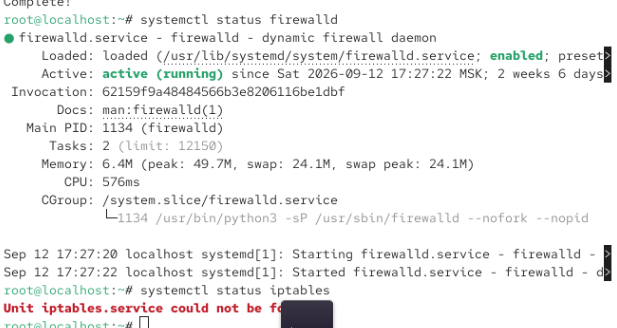 Complete!
root@localhost:~# systemctl status firewalld
● firewalld.service - firewalld - dynamic firewall daemon
Loaded: loaded (/usr/lib/systemd/system/firewalld.service; enabled; preset>
Active: active (running) since Sat 2026-09-12 17:27:22 MSK; 2 weeks 6 days>
Invocation: 62159f9a48484566b3e8206116be1dbf
Docs: man:firewalld(1)
Main PID: 1134 (firewalld)
Tasks: 2 (limit: 12150)
Memory: 6.4M (peak: 49.7M, swap: 24.1M, swap peak: 24.1M)
CPU: 576ms
CGroup: /system.slice/firewalld.service
└─1134 /usr/bin/python3 -sP /usr/sbin/firewalld --nofork --nopid
Sep 12 17:27:20 localhost systemd[1]: Starting firewalld.service - firewalld - >
Sep 12 17:27:22 localhost systemd[1]: Started firewalld.service - firewalld - d>
root@localhost:~# systemctl status iptables
Unit iptables.service could not be
root@localhost:~#